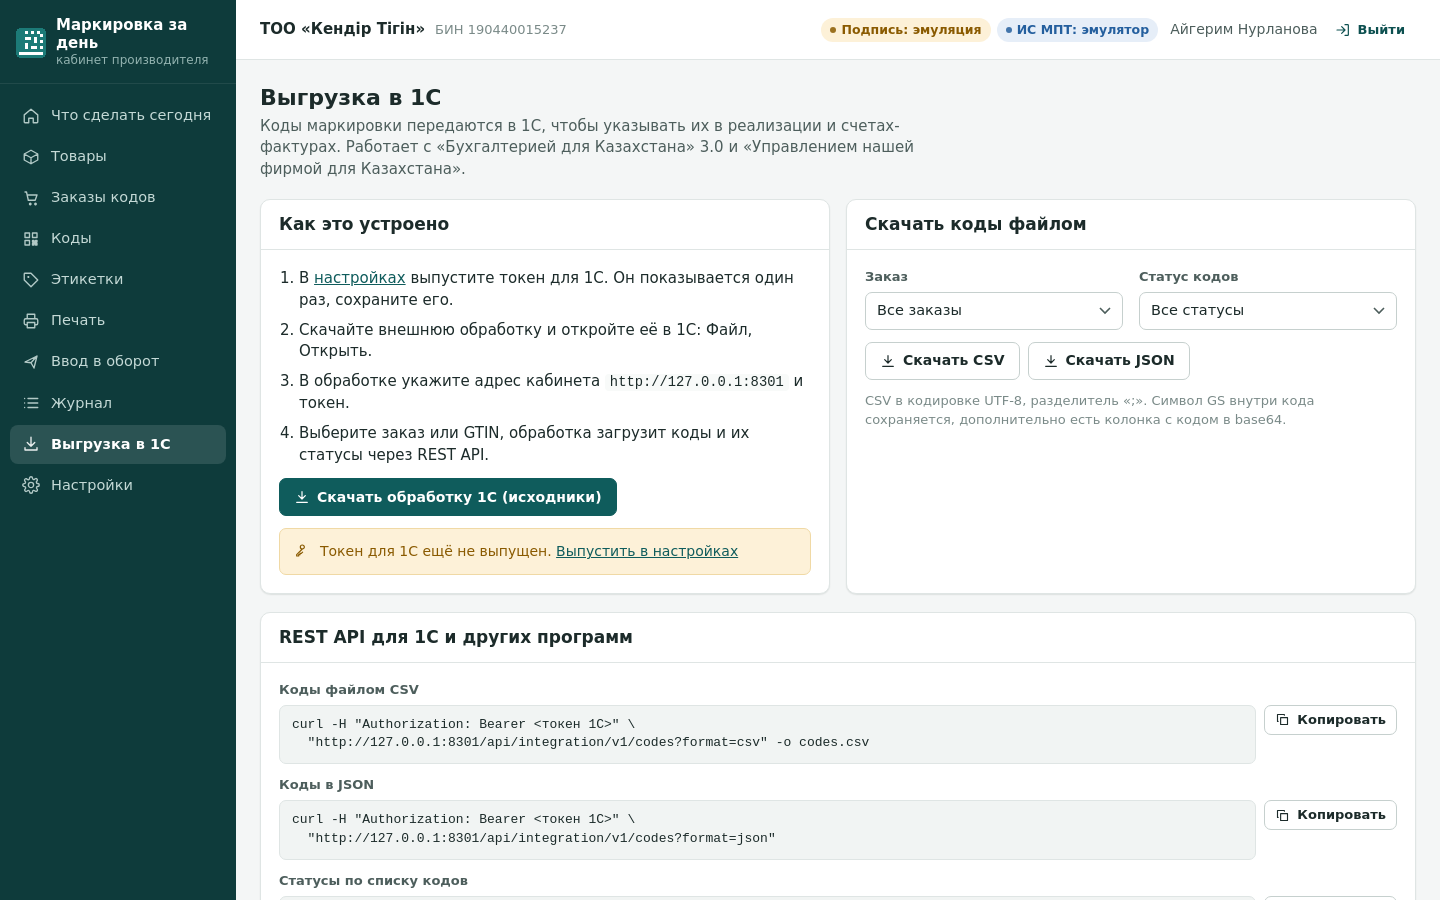 Маркировка за
день
кабинет производителя
Что сделать сегодня
Товары
Заказы кодов
Коды
Этикетки
Печать
Ввод в оборот
Журнал
Выгрузка в 1С
Настройки
ТОО «Кендір Тігін» БИН 190440015237
Подпись: эмуляция
ИС МПТ: эмулятор
Айгерим Нурланова
Выйти
Выгрузка в 1С
Коды маркировки передаются в 1С, чтобы указывать их в реализации и счетах-
фактурах. Работает с «Бухгалтерией для Казахстана» 3.0 и «Управлением нашей
фирмой для Казахстана».
Как это устроено
1. В настройках выпустите токен для 1С. Он показывается один
раз, сохраните его.
2. Скачайте внешнюю обработку и откройте её в 1С: Файл,
Открыть.
3. В обработке укажите адрес кабинета http://127.0.0.1:8301 и
токен.
4. Выберите заказ или GTIN, обработка загрузит коды и их
статусы через REST API.
Скачать обработку 1С (исходники)
Токен для 1С ещё не выпущен. Выпустить в настройках
Скачать коды файлом
Заказ
Статус кодов
Все заказы
Все статусы
Скачать CSV
Скачать JSON
CSV в кодировке UTF-8, разделитель «;». Символ GS внутри кода
сохраняется, дополнительно есть колонка с кодом в base64.
REST API для 1С и других программ
Коды файлом CSV
curl -H "Authorization: Bearer <токен 1С>" \
"http://127.0.0.1:8301/api/integration/v1/codes?format=csv" -o codes.csv
Копировать
Коды в JSON
curl -H "Authorization: Bearer <токен 1С>" \
"http://127.0.0.1:8301/api/integration/v1/codes?format=json"
Копировать
Статусы по списку кодов